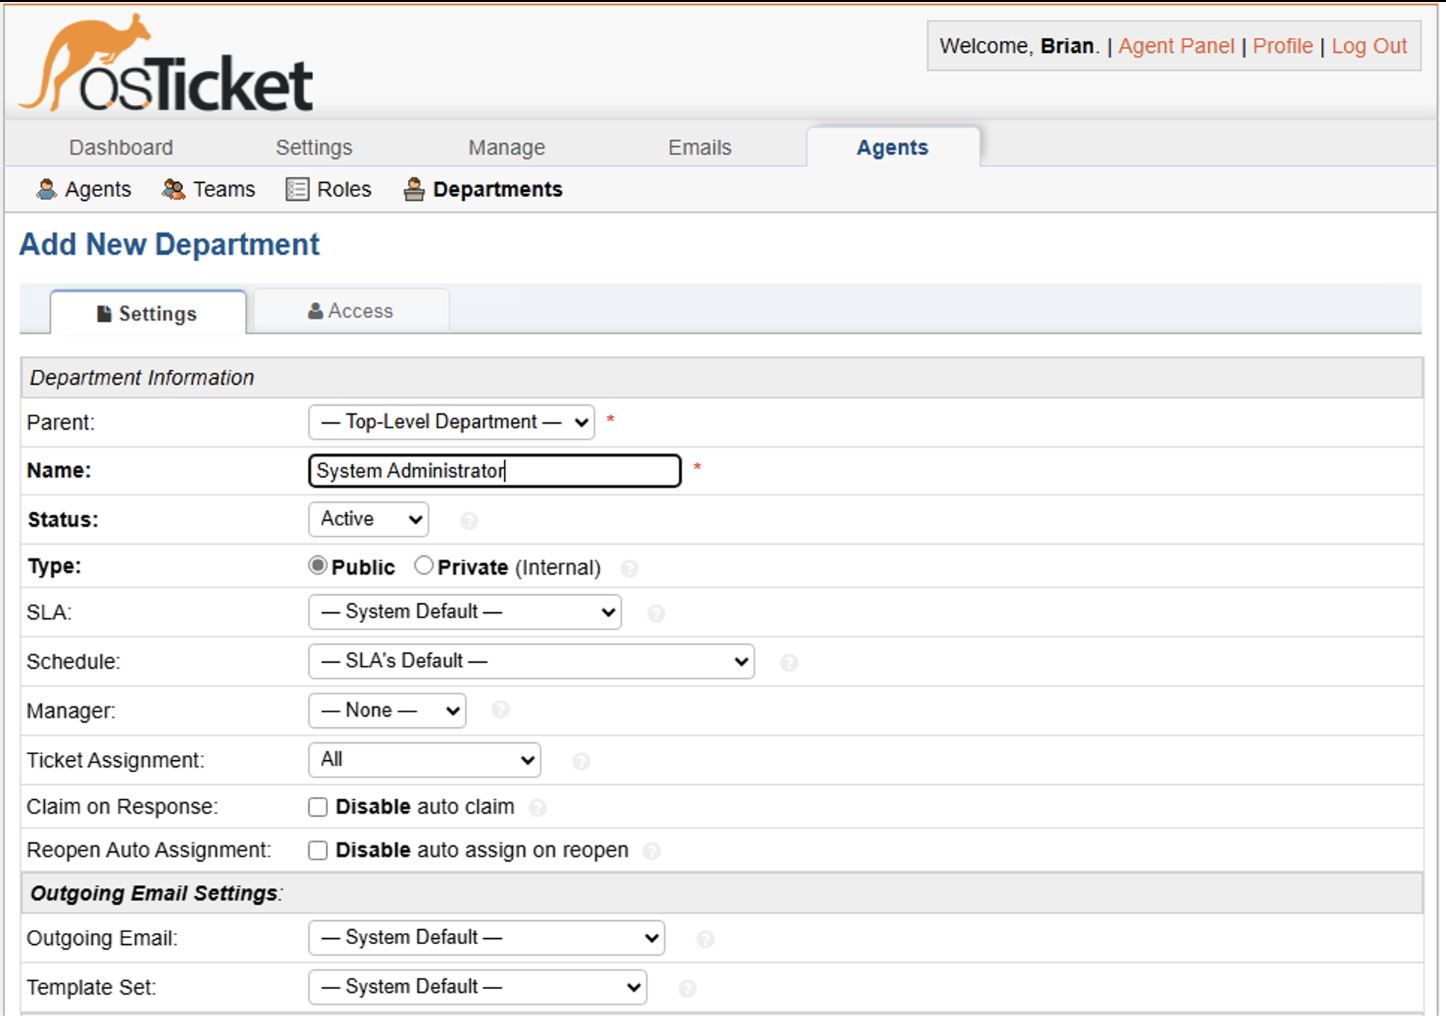 osTicket
Welcome, Brian. | Agent Panel | Profile | Log Out
Dashboard Settings Manage Emails Agents
Agents Teams Roles Departments
Add New Department
Settings Access
Department Information
Parent: — Top-Level Department — *
Name: System Administrator *
Status: Active ?
Type: Public Private (Internal) ?
SLA: — System Default — ?
Schedule: — SLA's Default — ?
Manager: — None — ?
Ticket Assignment: All ?
Claim on Response: Disable auto claim ?
Reopen Auto Assignment: Disable auto assign on reopen ?
Outgoing Email Settings:
Outgoing Email: — System Default — ?
Template Set: — System Default — ?